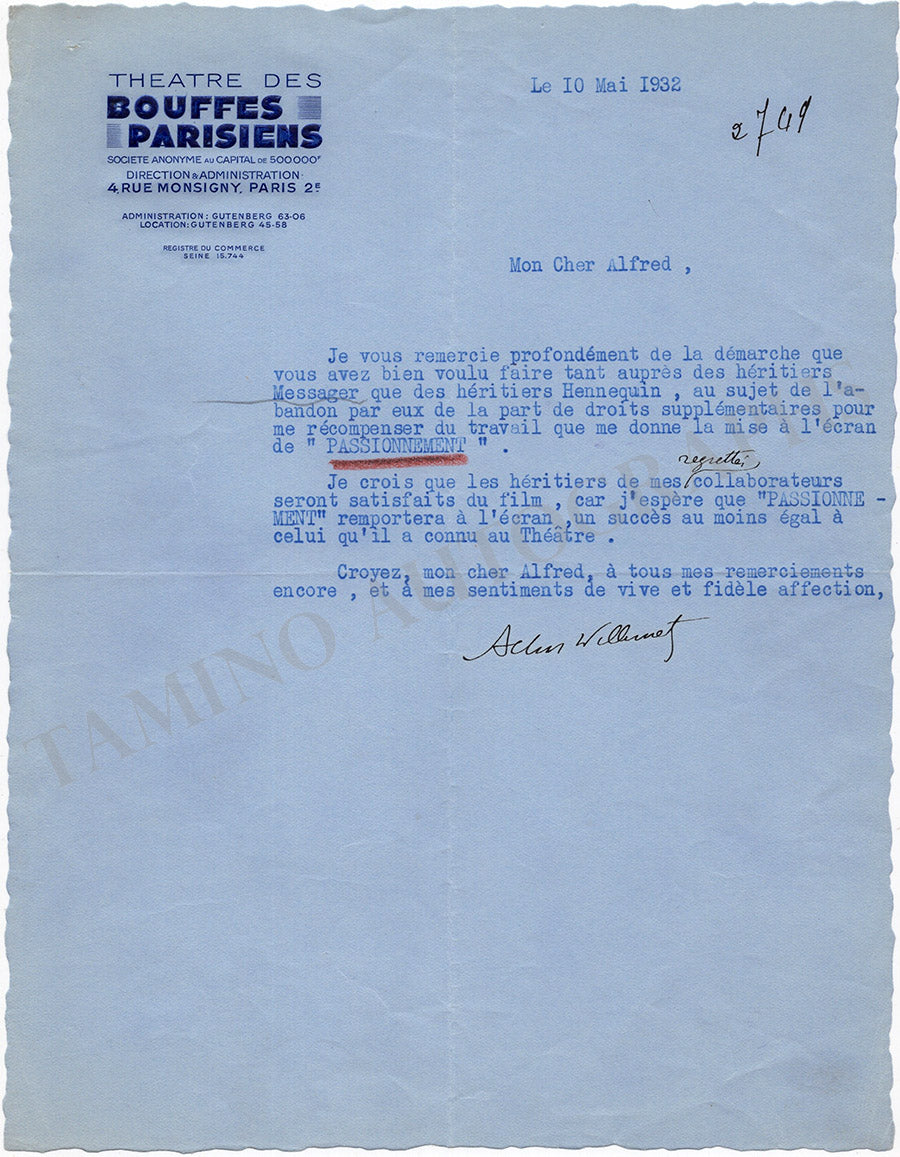 THEATRE DES
BOUFFES
PARISIENS
SOCIETE ANONYME AU CAPITAL DE 500000F
DIRECTION & ADMINISTRATION
4, RUE MONSIGNY, PARIS 2E
ADMINISTRATION: GUTENBERG 63-06
LOCATION: GUTENBERG 45-58
REGISTRE DU COMMERCE
SEINE 15.744
Le 10 Mai 1932
2749
Mon Cher Alfred ,
Je vous remercie profondément de la démarche que
vous avez bien voulu faire tant auprès des héritiers
Messager que des héritiers Hennequin , au sujet de l'a-
bandon par eux de la part de droits supplémentaires pour
me récompenser du travail que me donne la mise à l'écran
de " PASSIONNEMENT " .
regrettés
Je crois que les héritiers de mes collaborateurs
seront satisfaits du film , car j'espère que "PASSIONNE -
MENT" remportera à l'écran ,un succès au moins égal à
celui qu'il a connu au Théâtre .
Croyez, mon cher Alfred, à tous mes remerciements
encore , et à mes sentiments de vive et fidèle affection,
Albert Willemetz
TAMINO AUTOGRAPHS